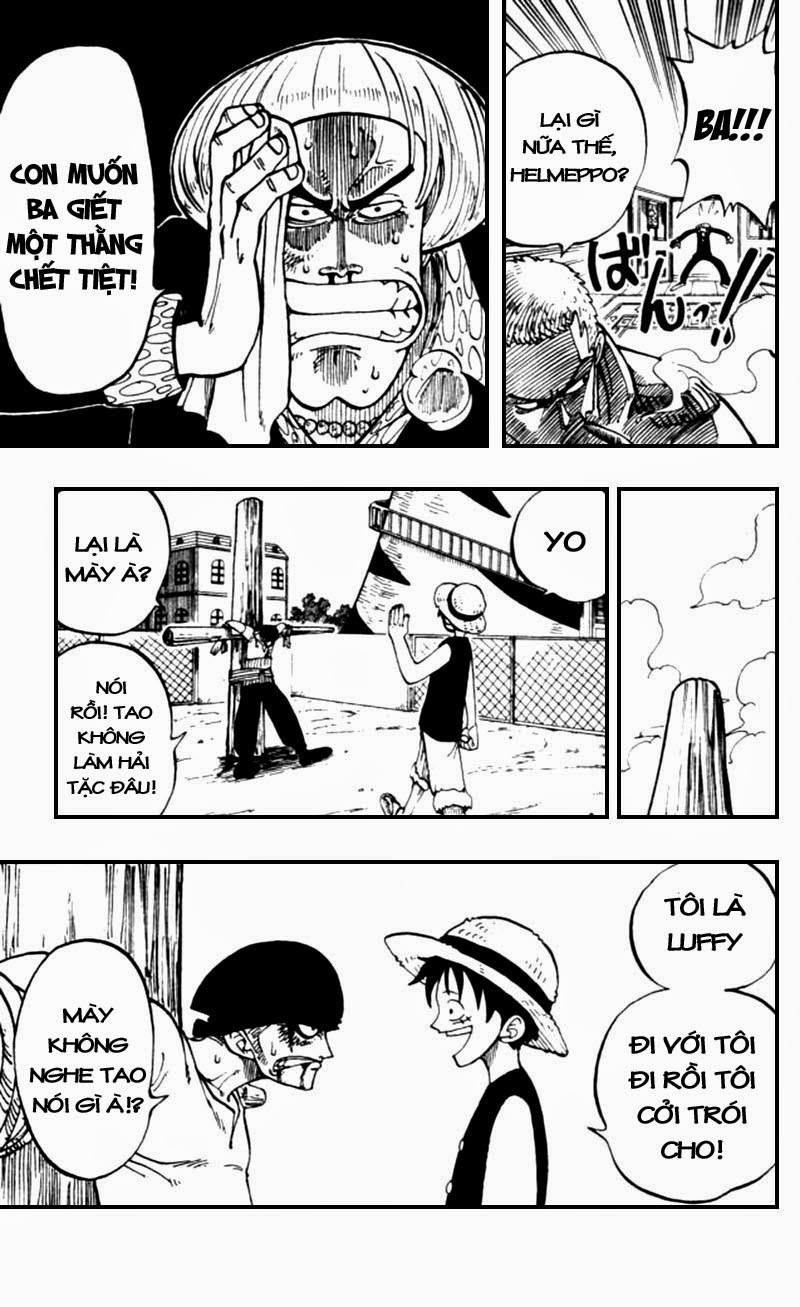 BA!!!
LẠI GÌ
NỮA THẾ,
HELMEPPO?
ばんっ!!
CON MUỐN
BA GIẾT
MỘT THẰNG
CHẾT TIỆT!
YO
LẠI LÀ
MÀY À?
NÓI
RỒI! TAO
KHÔNG
LÀM HẢI
TẶC ĐÂU!
TÔI LÀ
LUFFY
ĐI VỚI TÔI
ĐI RỒI TÔI
CỞI TRÓI
CHO!
MÀY
KHÔNG
NGHE TAO
NÓI GÌ À!?